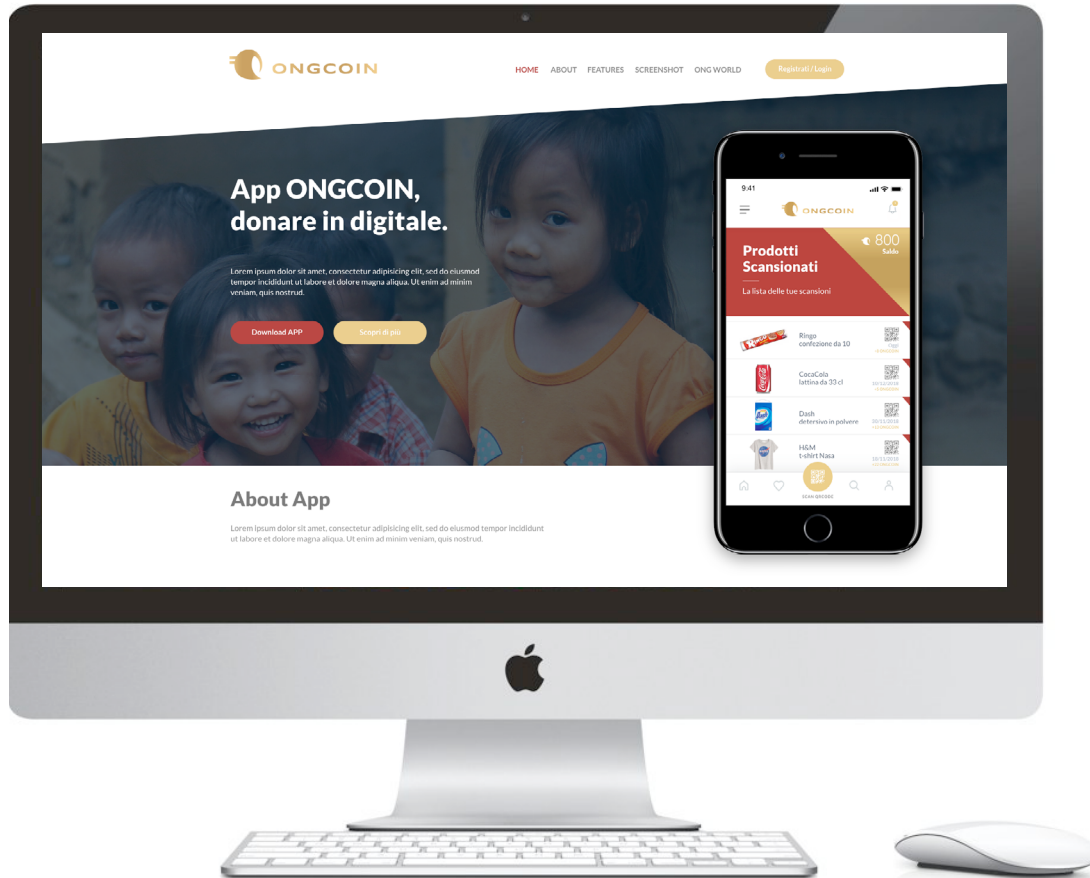 ONGCOIN
HOME ABOUT FEATURES SCREENSHOT ONG WORLD Registrati / Login
App ONGCOIN,
donare in digitale.
Lorem ipsum dolor sit amet, consectetur adipisicing elit, sed do eiusmod
tempor incididunt ut labore et dolore magna aliqua. Ut enim ad minim
veniam, quis nostrud.
Download APP Scopri di più
9:41
ONGCOIN
800
Saldo
Prodotti
Scansionati
La lista delle tue scansioni
Ringo
confezione da 10
Oggi
CocaCola
lattina da 33 cl
Dash
detersivo in polvere
H&M
t-shirt Nasa
SCAN QRCODE
About App
Lorem ipsum dolor sit amet, consectetur adipisicing elit, sed do eiusmod tempor incididunt
ut labore et dolore magna aliqua. Ut enim ad minim veniam, quis nostrud.